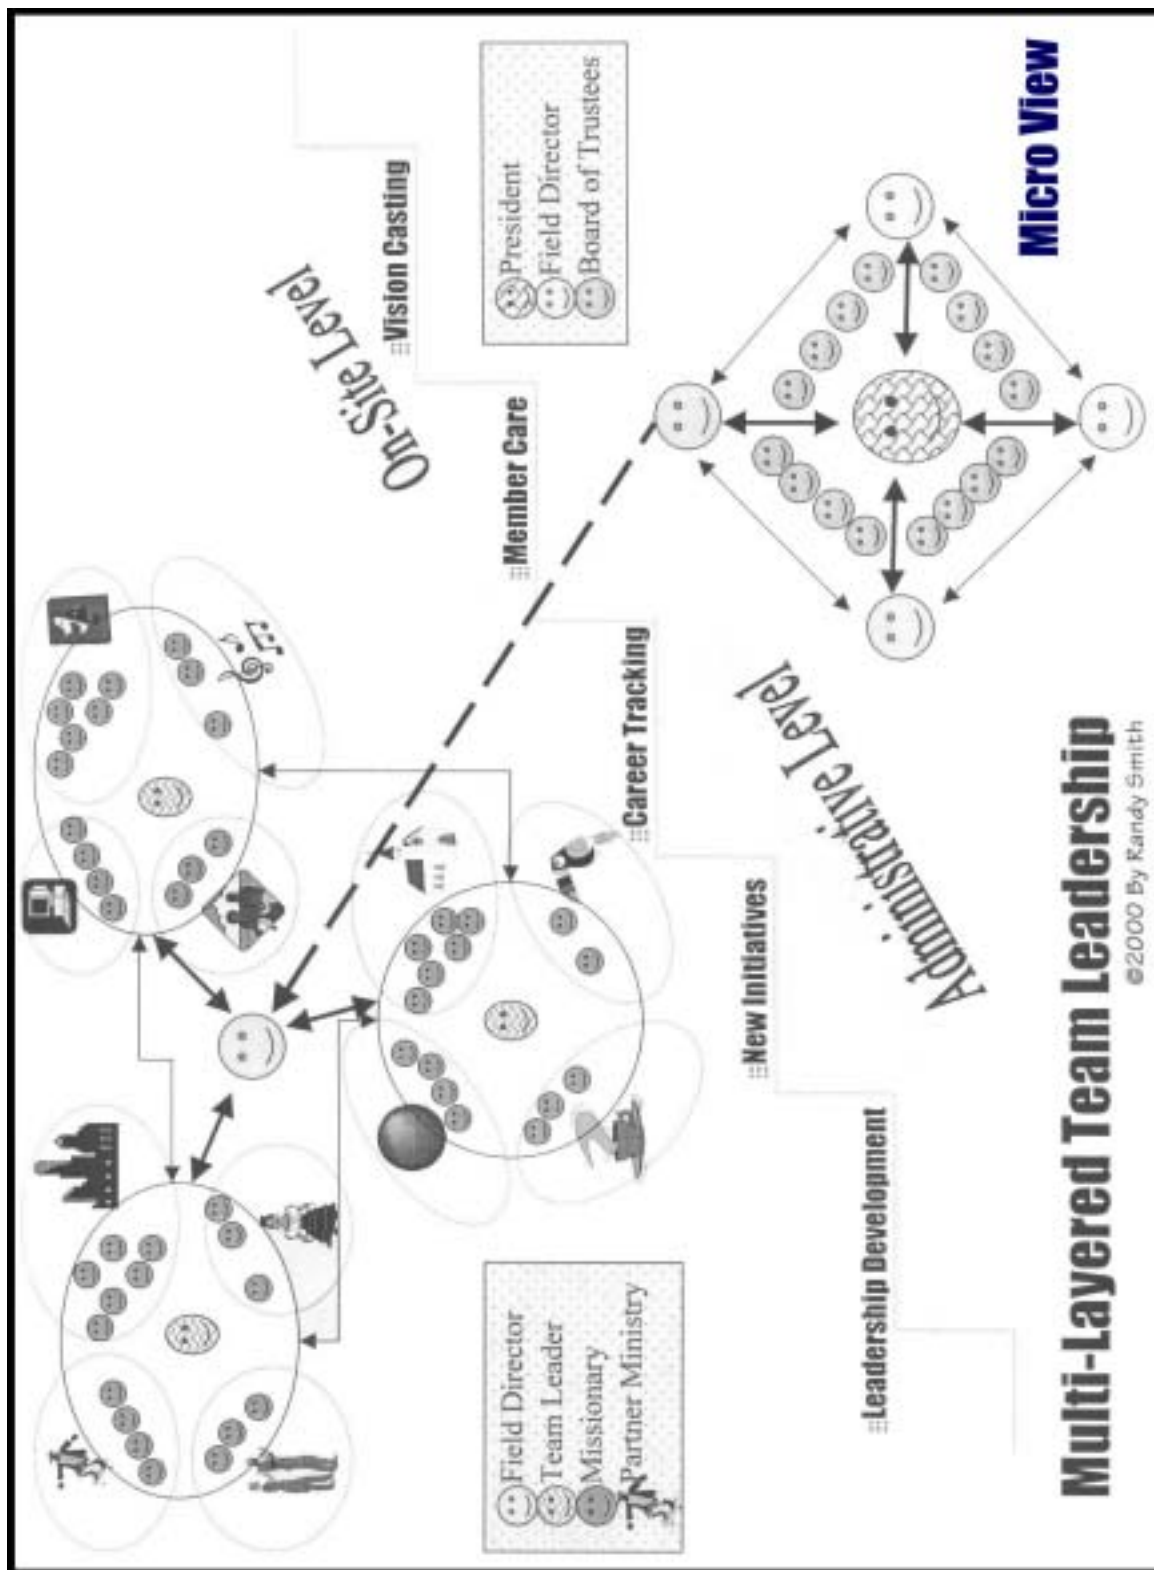 On-Site Level
Vision Casting
Member Care
Career Tracking
New Initiatives
Leadership Development
Field Director
Team Leader
Missionary
Partner Ministry
President
Field Director
Board of Trustees
Administrative Level
Micro View
Multi-Layered Team Leadership
©2000 By Randy Smith